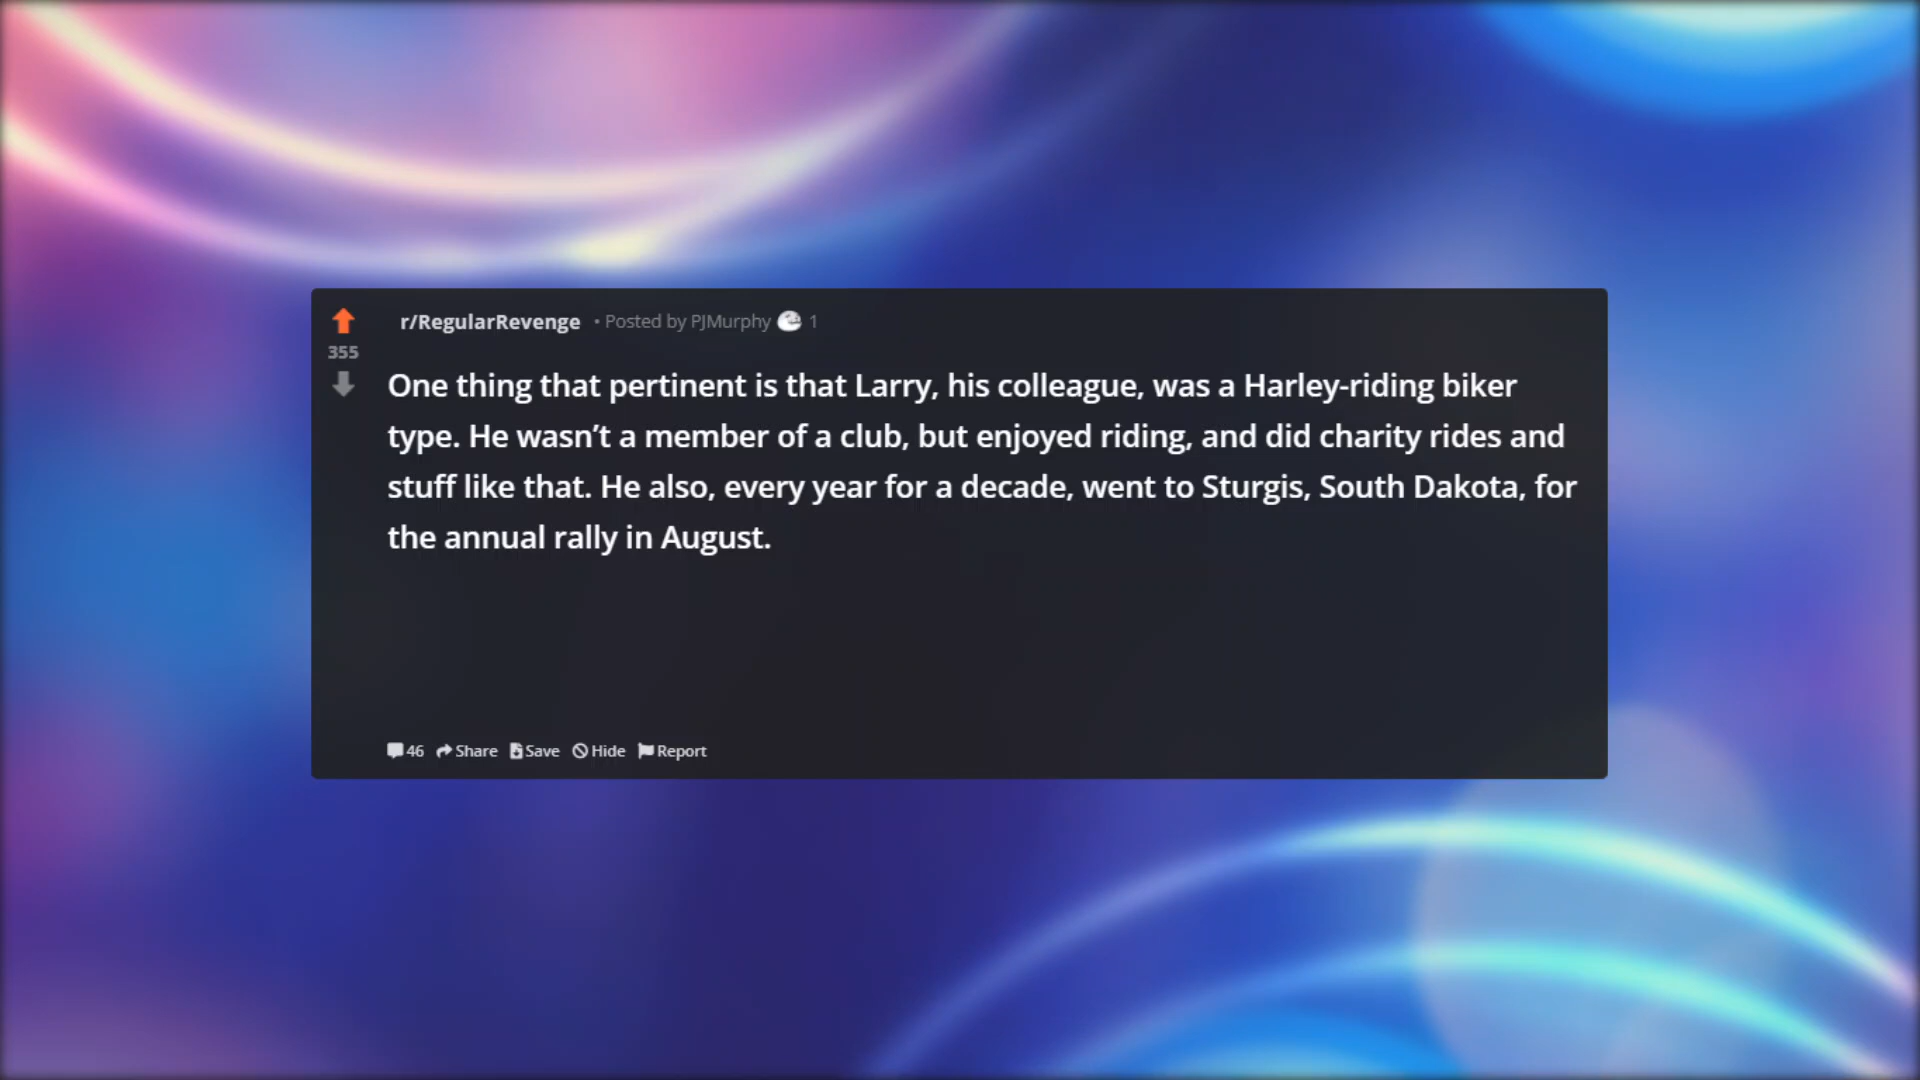 r/RegularRevenge • Posted by PJMurphy 1
355
One thing that pertinent is that Larry, his colleague, was a Harley-riding biker
type. He wasn’t a member of a club, but enjoyed riding, and did charity rides and
stuff like that. He also, every year for a decade, went to Sturgis, South Dakota, for
the annual rally in August.
46 Share Save Hide Report